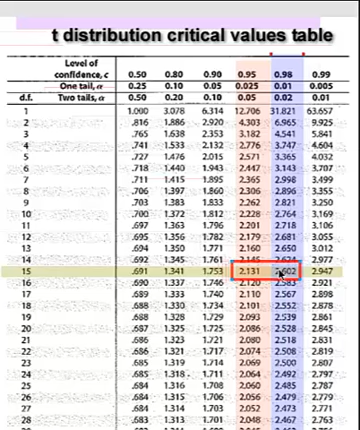 t distribution critical values table
Level of
confidence, c 0.50 0.80 0.90 0.95 0.98 0.99
One tail, α 0.25 0.10 0.05 0.025 0.01 0.005
d.f. Two tails, α 0.50 0.20 0.10 0.05 0.02 0.01
1 1.000 3.078 6.314 12.706 31.821 63.657
2 .816 1.886 2.920 4.303 6.965 9.925
3 .765 1.638 2.353 3.182 4.541 5.841
4 .741 1.533 2.132 2.776 3.747 4.604
5 .727 1.476 2.015 2.571 3.365 4.032
6 .718 1.440 1.943 2.447 3.143 3.707
7 .711 1.415 1.895 2.365 2.998 3.499
8 .706 1.397 1.860 2.306 2.896 3.355
9 .703 1.383 1.833 2.262 2.821 3.250
10 .700 1.372 1.812 2.228 2.764 3.169
11 .697 1.363 1.796 2.201 2.718 3.106
12 .695 1.356 1.782 2.179 2.681 3.055
13 .694 1.350 1.771 2.160 2.650 3.012
14 .692 1.345 1.761 2.145 2.624 2.977
15 .691 1.341 1.753 2.131 2.602 2.947
16 .690 1.337 1.746 2.120 2.583 2.921
17 .689 1.333 1.740 2.110 2.567 2.898
18 .688 1.330 1.734 2.101 2.552 2.878
19 .688 1.328 1.729 2.093 2.539 2.861
20 .687 1.325 1.725 2.086 2.528 2.845
21 .686 1.323 1.721 2.080 2.518 2.831
22 .686 1.321 1.717 2.074 2.508 2.819
23 .685 1.319 1.714 2.069 2.500 2.807
24 .685 1.318 1.711 2.064 2.492 2.797
25 .684 1.316 1.708 2.060 2.485 2.787
26 .684 1.315 1.706 2.056 2.479 2.779
27 .684 1.314 1.703 2.052 2.473 2.771
28 .683 1.313 1.701 2.048 2.467 2.763